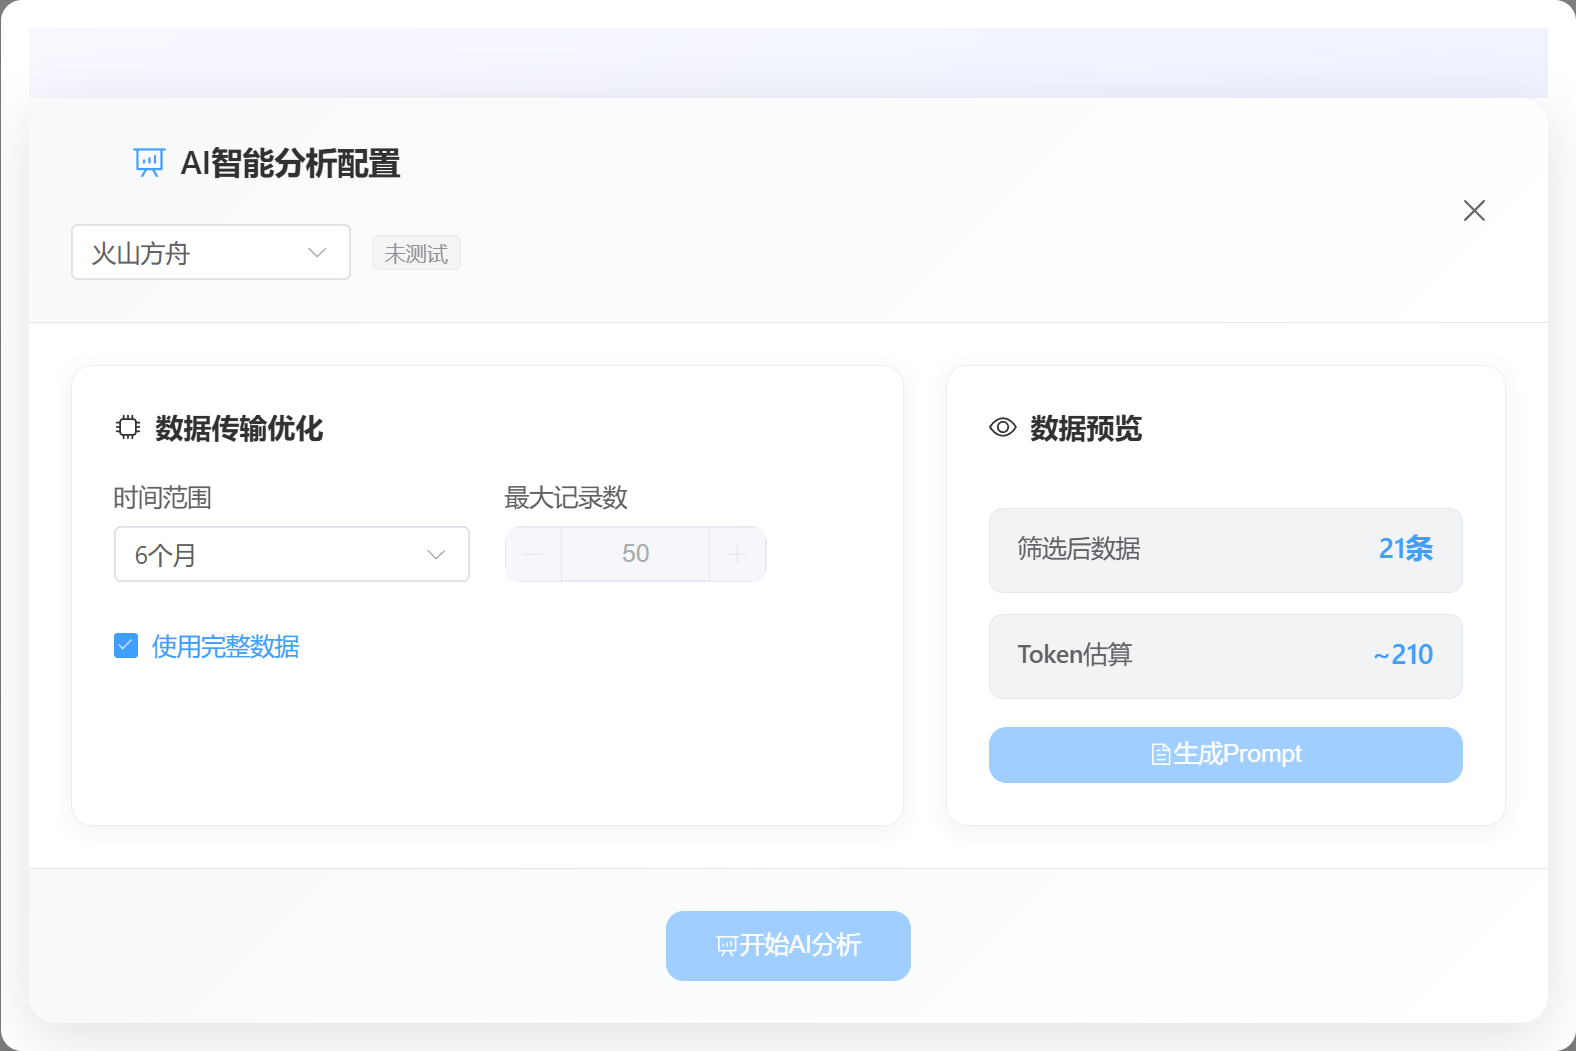 AI智能分析配置
火山方舟
未测试
数据传输优化
时间范围
最大记录数
6个月
50
使用完整数据
数据预览
筛选后数据
21条
Token估算
~210
生成Prompt
开始AI分析